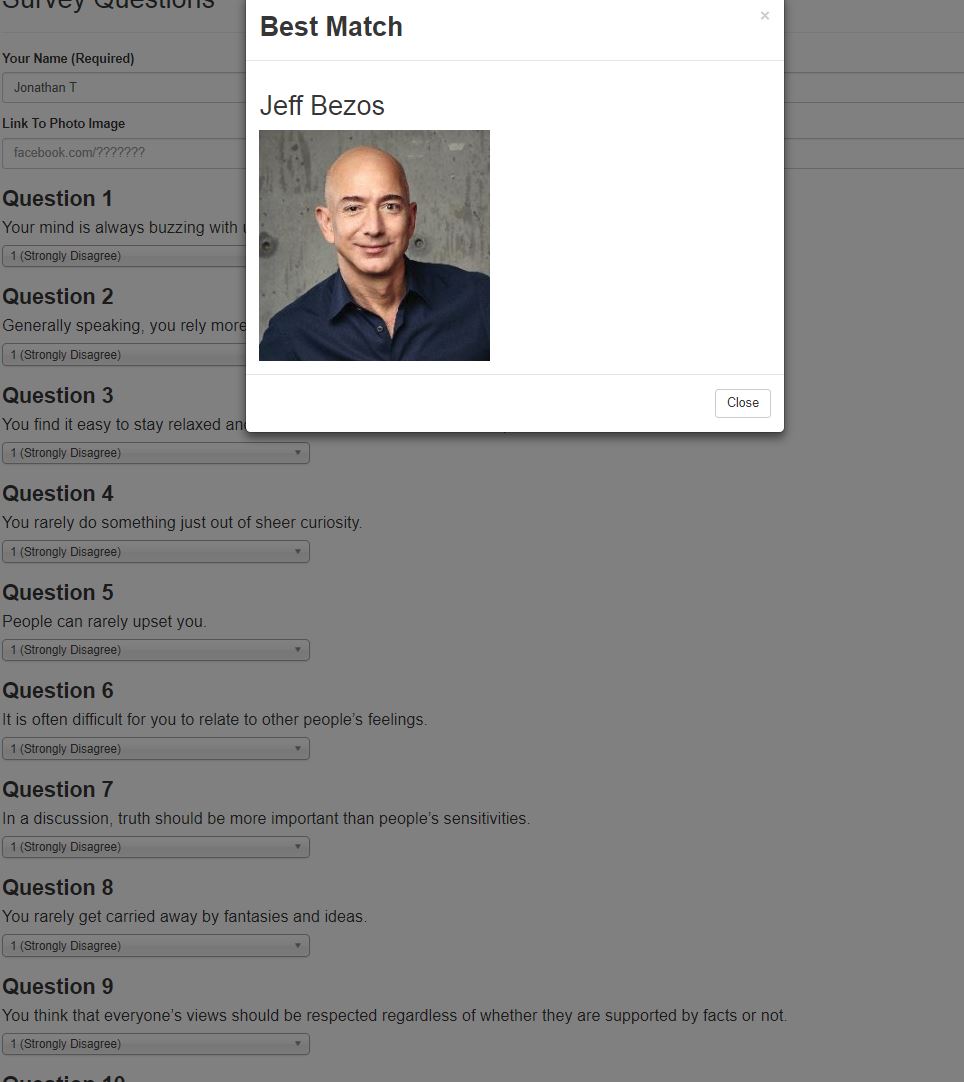 Survey Questions
Best Match
×
Your Name (Required)
Jonathan T
Jeff Bezos
Link To Photo Image
facebook.com/???????
Question 1
Your mind is always buzzing with
1 (Strongly Disagree)
Question 2
Generally speaking, you rely more
1 (Strongly Disagree)
Question 3
You find it easy to stay relaxed
Close
1 (Strongly Disagree)
Question 4
You rarely do something just out of sheer curiosity.
1 (Strongly Disagree)
Question 5
People can rarely upset you.
1 (Strongly Disagree)
Question 6
It is often difficult for you to relate to other people’s feelings.
1 (Strongly Disagree)
Question 7
In a discussion, truth should be more important than people’s sensitivities.
1 (Strongly Disagree)
Question 8
You rarely get carried away by fantasies and ideas.
1 (Strongly Disagree)
Question 9
You think that everyone’s views should be respected regardless of whether they are supported by facts or not.
1 (Strongly Disagree)
Question 10